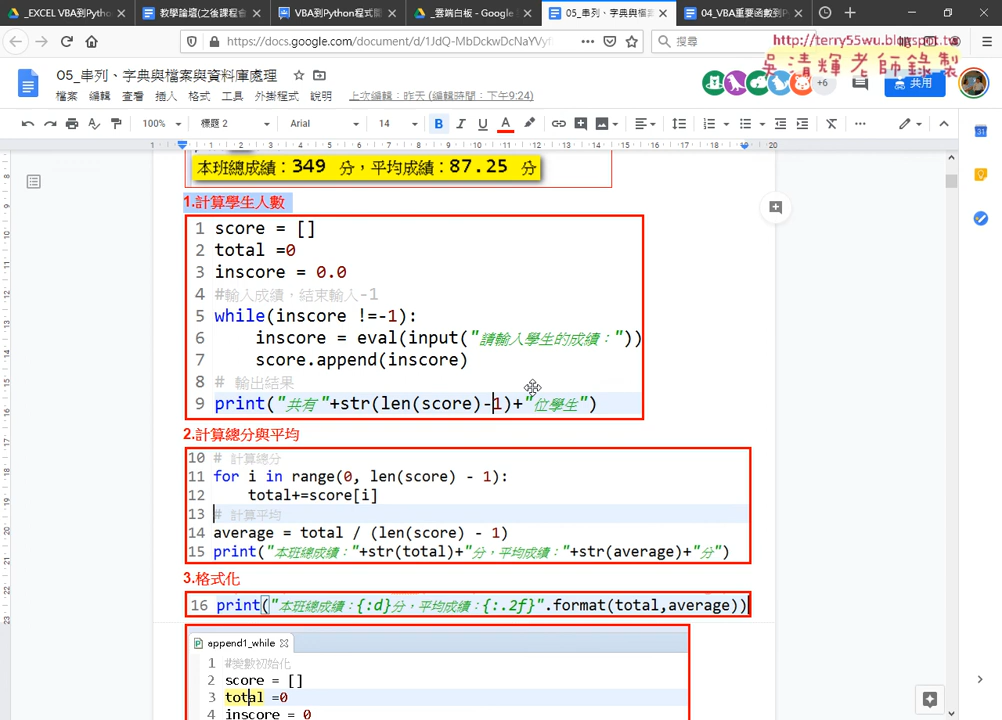 _EXCEL VBA到Pytho
教學論壇(之後課程會
VBA到Python程式開
_雲端白板 - Google
05_串列、字典與檔案
04_VBA重要函數到P
https://docs.google.com/document/d/1JdQ-MbDckwDcNaYVyf
搜尋
http://terry55wu.blogspot.tw
吳清輝老師錄製
O5_串列、字典與檔案與資料庫處理
檔案 編輯 查看 插入 格式 工具 外掛程式 說明 上次編輯：昨天 (編輯時間：下午9:24)
+6
共用
100% 標題 2 Arial 14 B I U A
本班總成績：349 分，平均成績：87.25 分
1.計算學生人數
1 score = []
2 total =0
3 inscore = 0.0
4 #輸入成績，結束輸入-1
5 while(inscore !=-1):
6 inscore = eval(input("請輸入學生的成績："))
7 score.append(inscore)
8 # 輸出結果
9 print("共有"+str(len(score)-1)+"位學生")
2.計算總分與平均
10 # 計算總分
11 for i in range(0, len(score) - 1):
12 total+=score[i]
13 # 計算平均
14 average = total / (len(score) - 1)
15 print("本班總成績："+str(total)+"分，平均成績："+str(average)+"分")
3.格式化
16 print("本班總成績：{:d}分，平均成績：{:.2f}".format(total,average))
append1_while
1 #變數初始化
2 score = []
3 total =0
4 inscore = 0